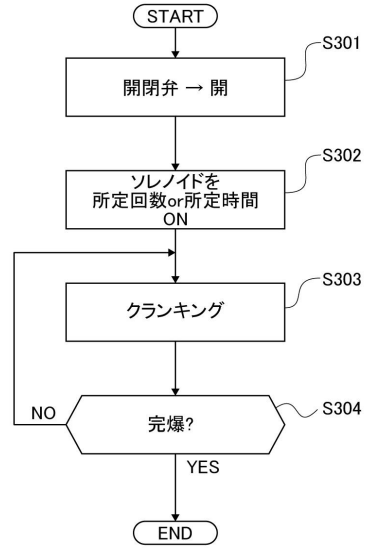 START
S301
開閉弁 → 開
S302
ソレノイドを
所定回数or所定時間
ON
S303
クランキング
S304
完爆?
NO
YES
END